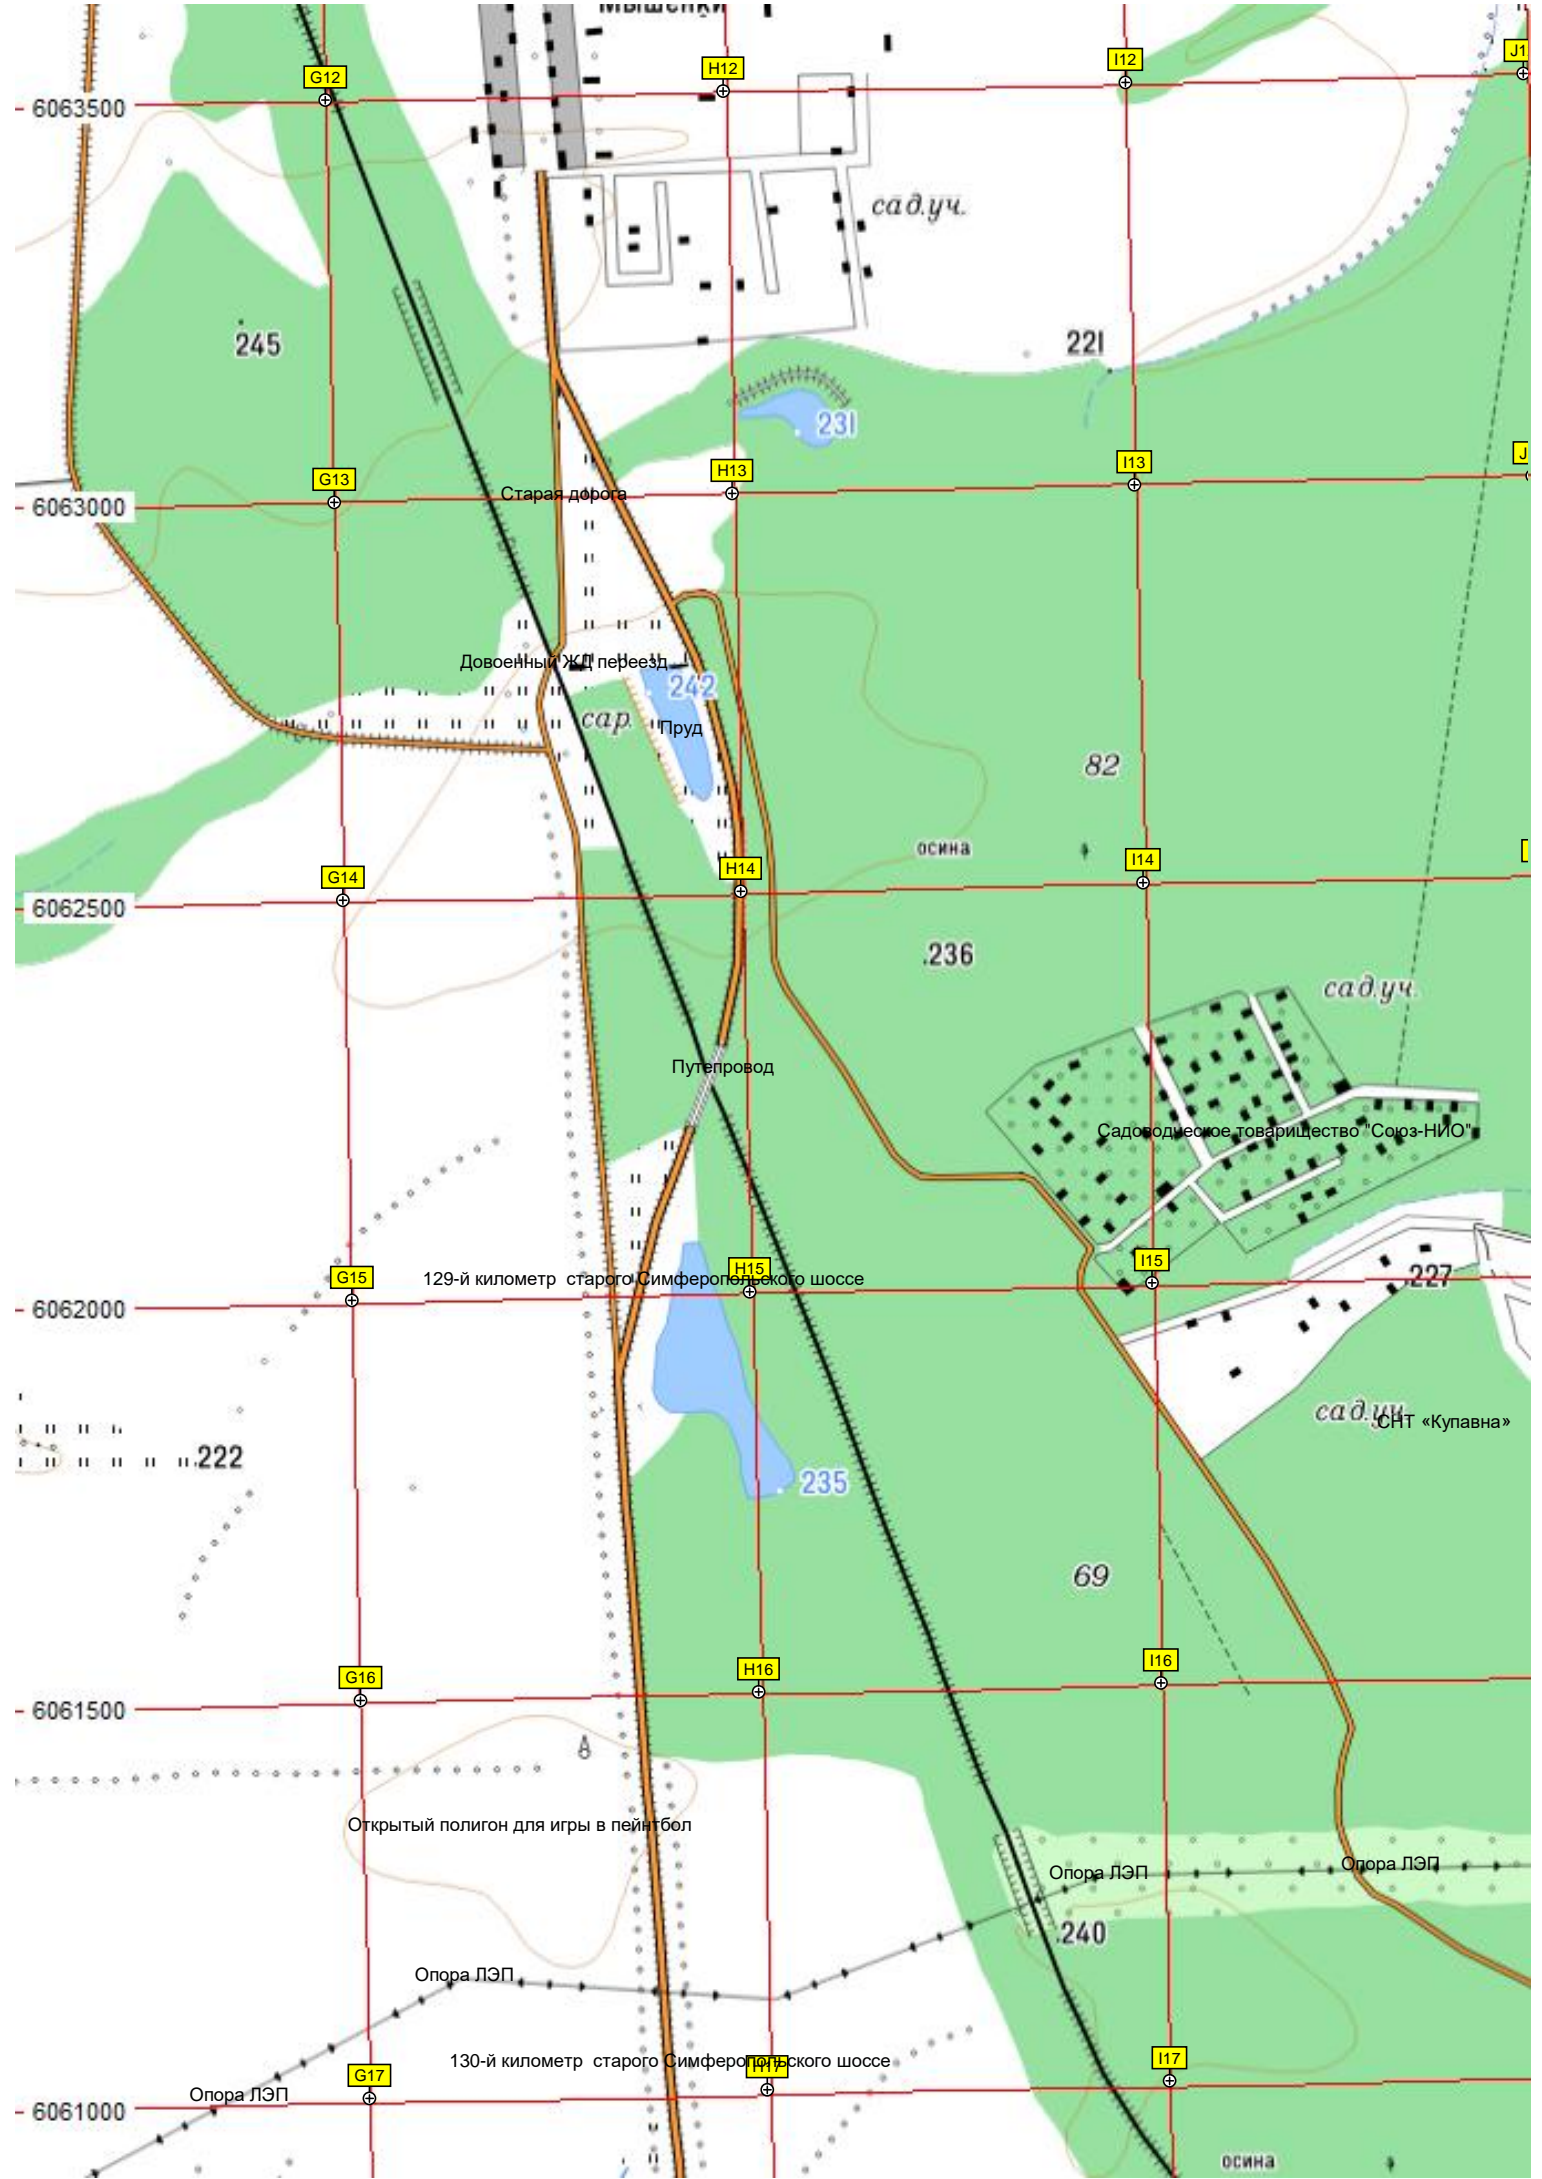 Мышенки
G12
H12
I12
J1
6063500
сад.уч.
245
221
231
G13
H13
I13
J
6063000
Старая дорога
Довоенный ЖД переезд
242
сар.
Пруд
82
осина
G14
H14
I14
6062500
.236
сад.уч.
Путепровод
Садоводческое товарищество "Союз-НИО"
G15
H15
I15
129-й километр старого Симферопольского шоссе
.227
6062000
сад.уч.
СНТ «Купавна»
.222
235
69
G16
H16
I16
6061500
Открытый полигон для игры в пейнтбол
Опора ЛЭП
Опора ЛЭП
.240
Опора ЛЭП
130-й километр старого Симферопольского шоссе
G17
H17
I17
Опора ЛЭП
6061000
осина